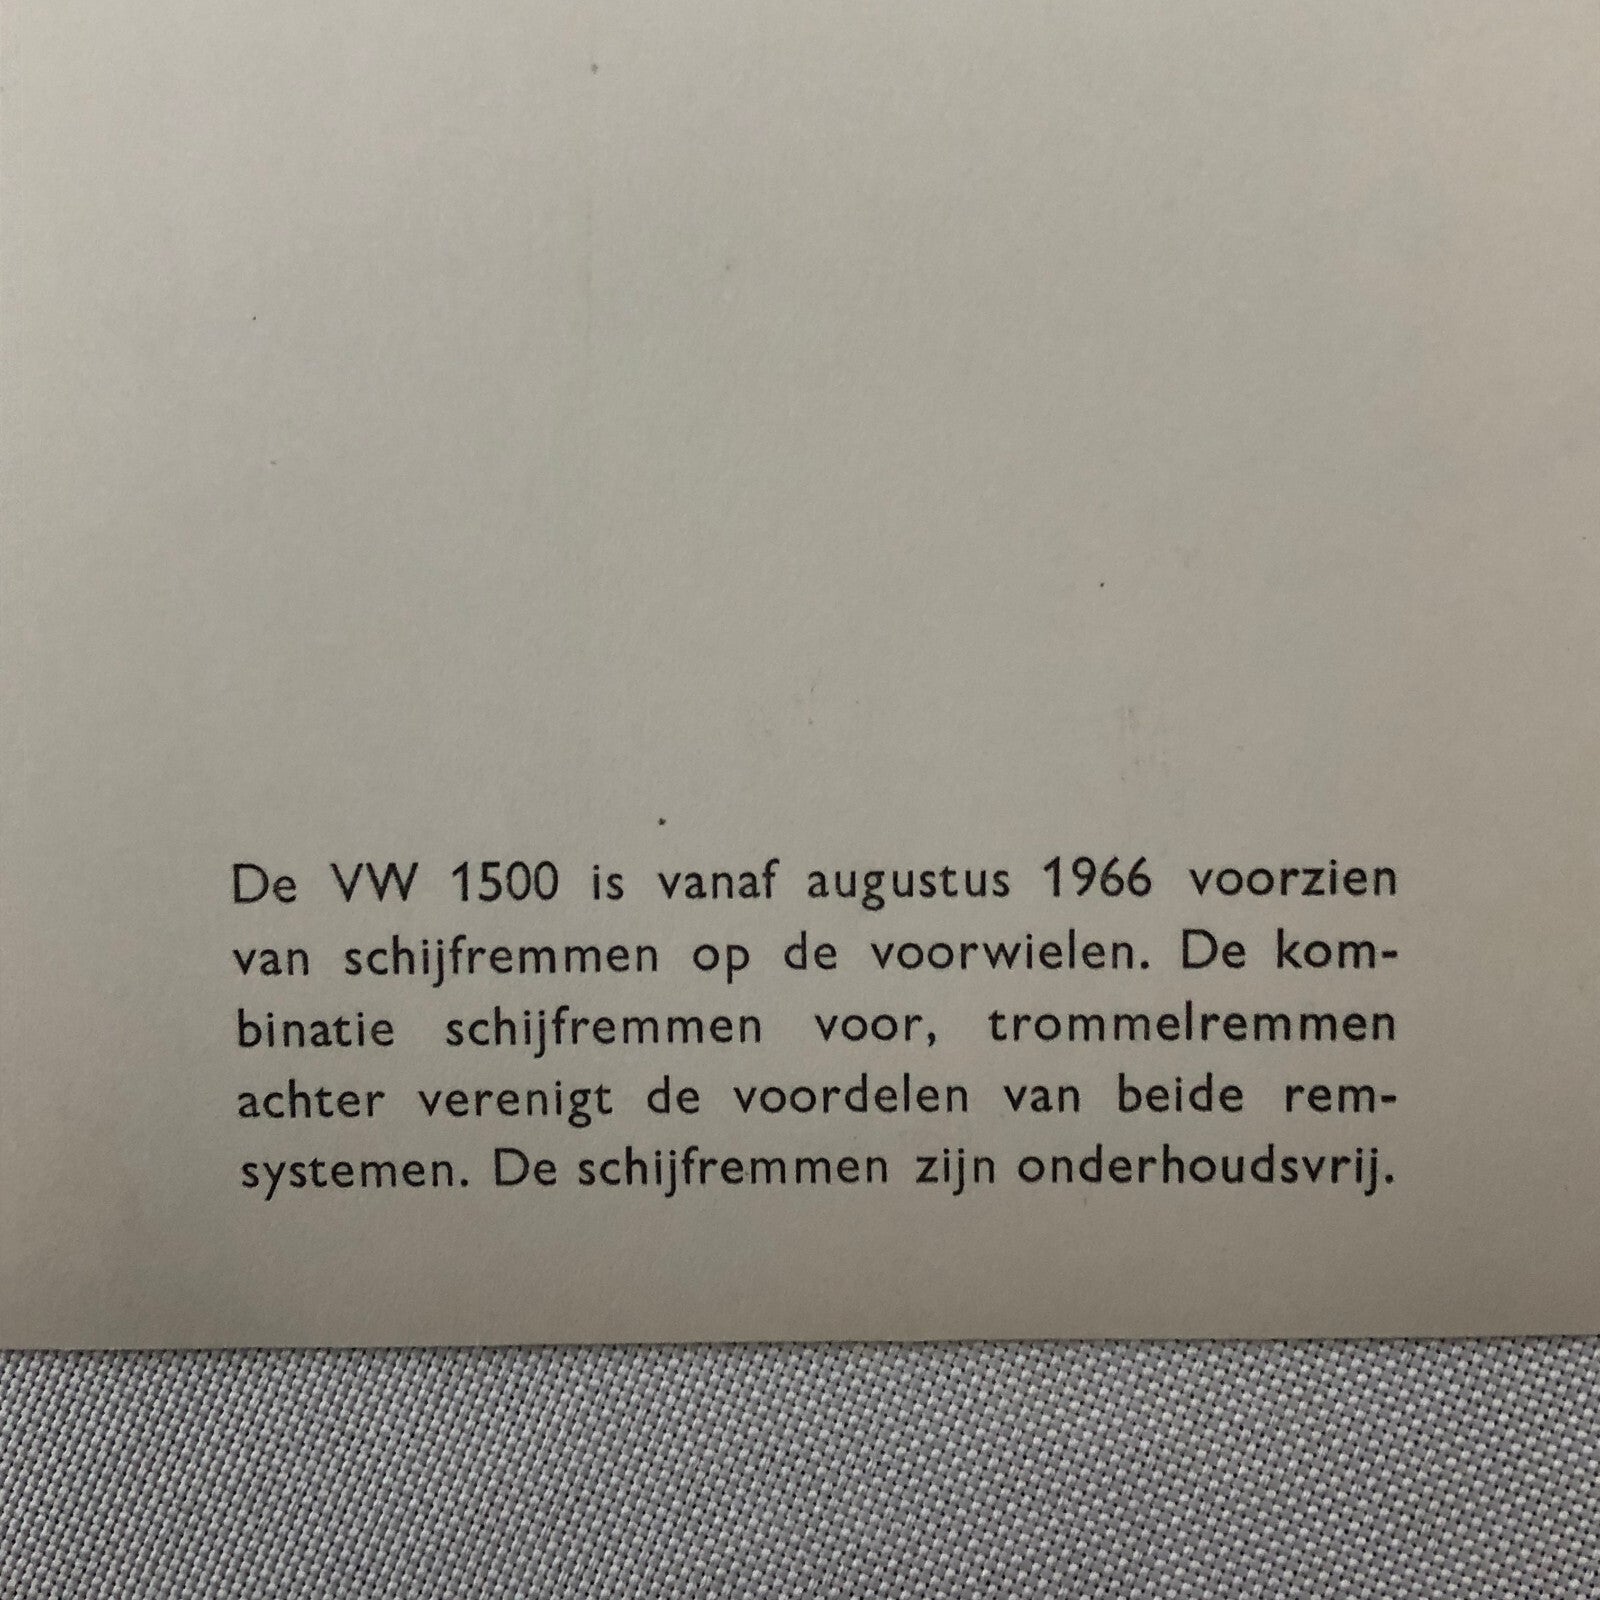 De VW 1500 is vanaf augustus 1966 voorzien
van schijfremmen op de voorwielen. De kom-
binatie schijfremmen voor, trommelremmen
achter verenigt de voordelen van beide rem-
systemen. De schijfremmen zijn onderhoudsvrij.